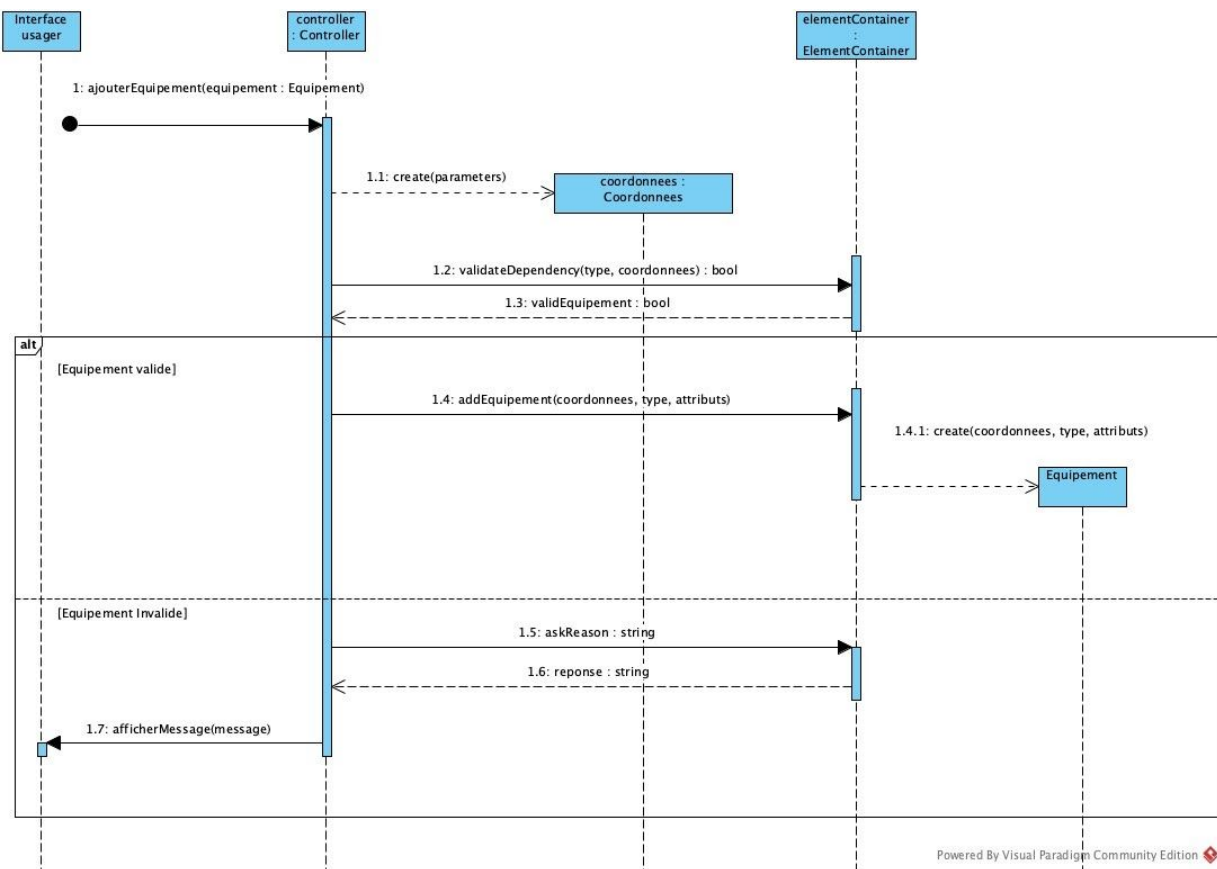 Interface
usager
controller
: Controller
elementContainer
:
ElementContainer
1: ajouterEquipement(equipement : Equipement)
1.1: create(parameters)
coordonnees :
Coordonnees
1.2: validateDependency(type, coordonnees) : bool
1.3: validEquipement : bool
alt
[Equipement valide]
1.4: addEquipement(coordonnees, type, attributs)
1.4.1: create(coordonnees, type, attributs)
Equipement
[Equipement Invalide]
1.5: askReason : string
1.6: reponse : string
1.7: afficherMessage(message)
Powered By Visual Paradigm Community Edition